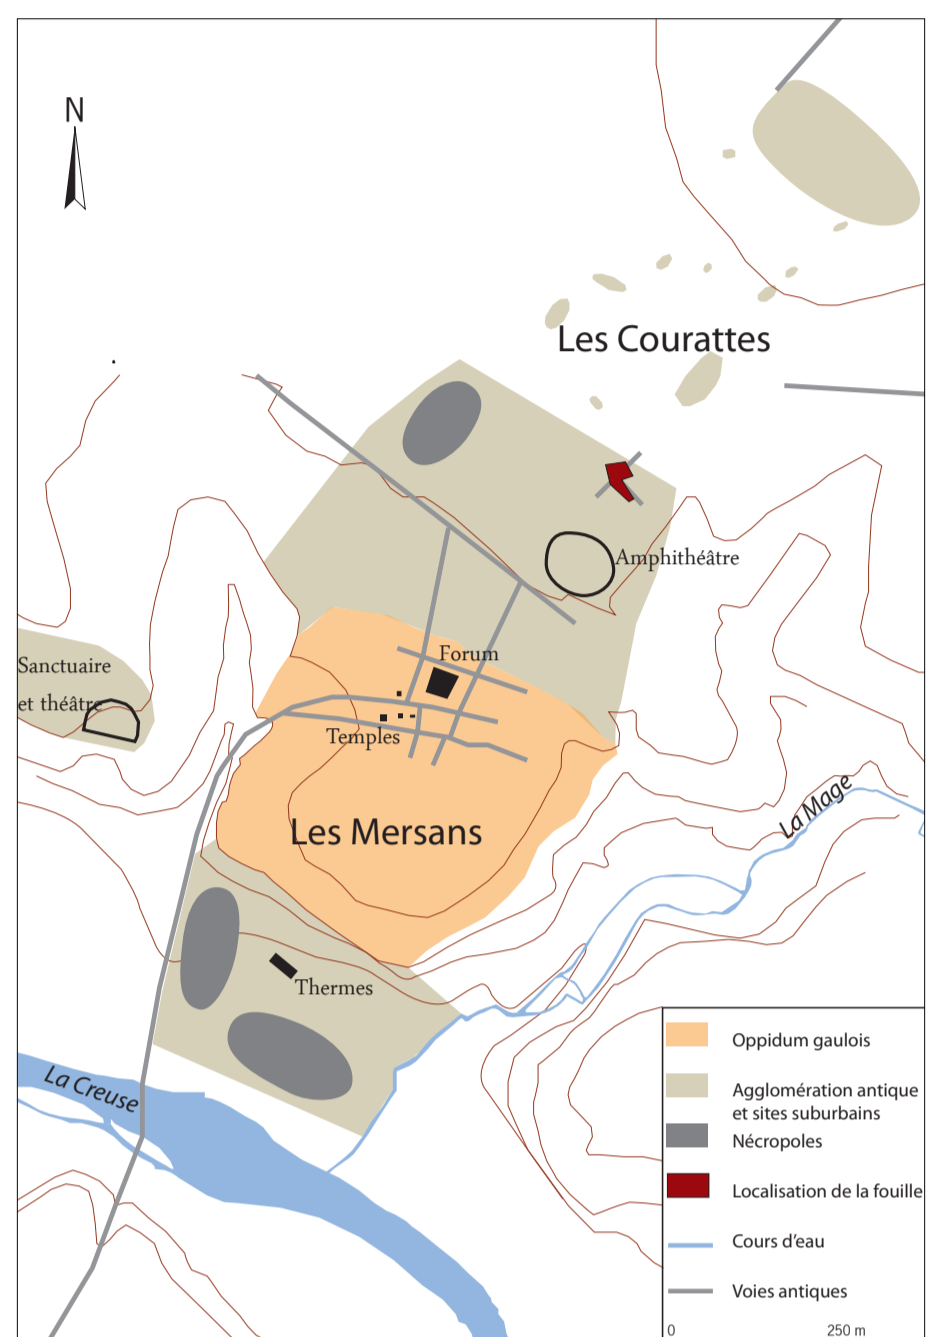 N
Les Courattes
Amphithéâtre
Forum
Sanctuaire
et théâtre
Temples
La Mage
Les Mersans
Thermes
La Creuse
Oppidum gaulois
Agglomération antique
et sites suburbains
Nécropoles
Localisation de la fouille
Cours d'eau
Voies antiques
0 250 m